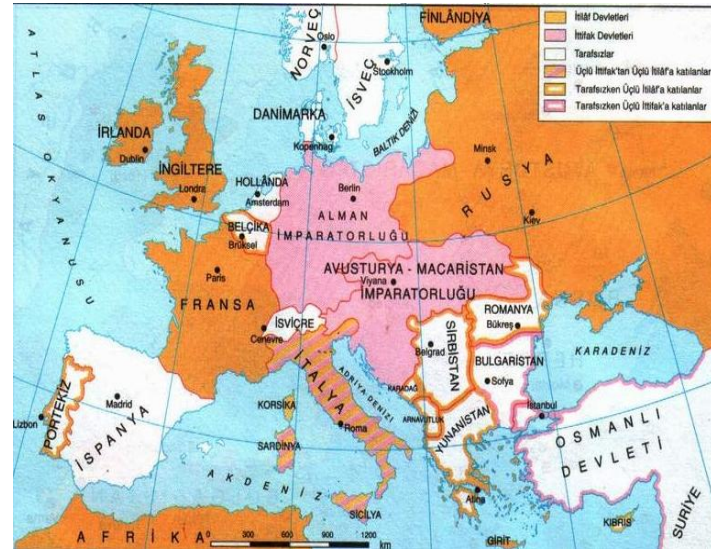 İtilâf Devletleri
İttifak Devletleri
Tarafsızlar
Üçlü İttifak'tan Üçlü İtilâf'a katılanlar
Tarafsızken Üçlü İtilâf'a katılanlar
Tarafsızken Üçlü İttifak'a katılanlar
ATLAS OKYANUSU
NORVEÇ
Oslo
İSVEÇ
Stockholm
FİNLÂNDİYA
DANİMARKA
Kopenhag
BALTIK DENİZİ
İRLANDA
Dublin
İNGİLTERE
Londra
HOLLÂNDA
Amsterdam
Berlin
ALMAN
İMPARATORLUĞU
Minsk
RUSYA
Kiev
BELÇİKA
Brüksel
Paris
FRANSA
AVUSTURYA - MACARİSTAN
Viyana
İMPARATORLUĞU
İSVİÇRE
Cenevre
ROMANYA
Bükreş
SIRBİSTAN
Belgrad
BULGARİSTAN
Sofya
KARADENİZ
İTALYA
ADRİYA DENİZİ
Roma
KARADAĞ
ARNAVUTLUK
YUNANİSTAN
Atina
İstanbul
OSMANLI
DEVLETİ
SURİYE
KORSİKA
SARDİNYA
SİCİLYA
PORTEKİZ
Lizbon
Madrid
İSPANYA
AKDENİZ
AFRİKA
GİRİT
KIBRIS
0 300 600 900 1200
km